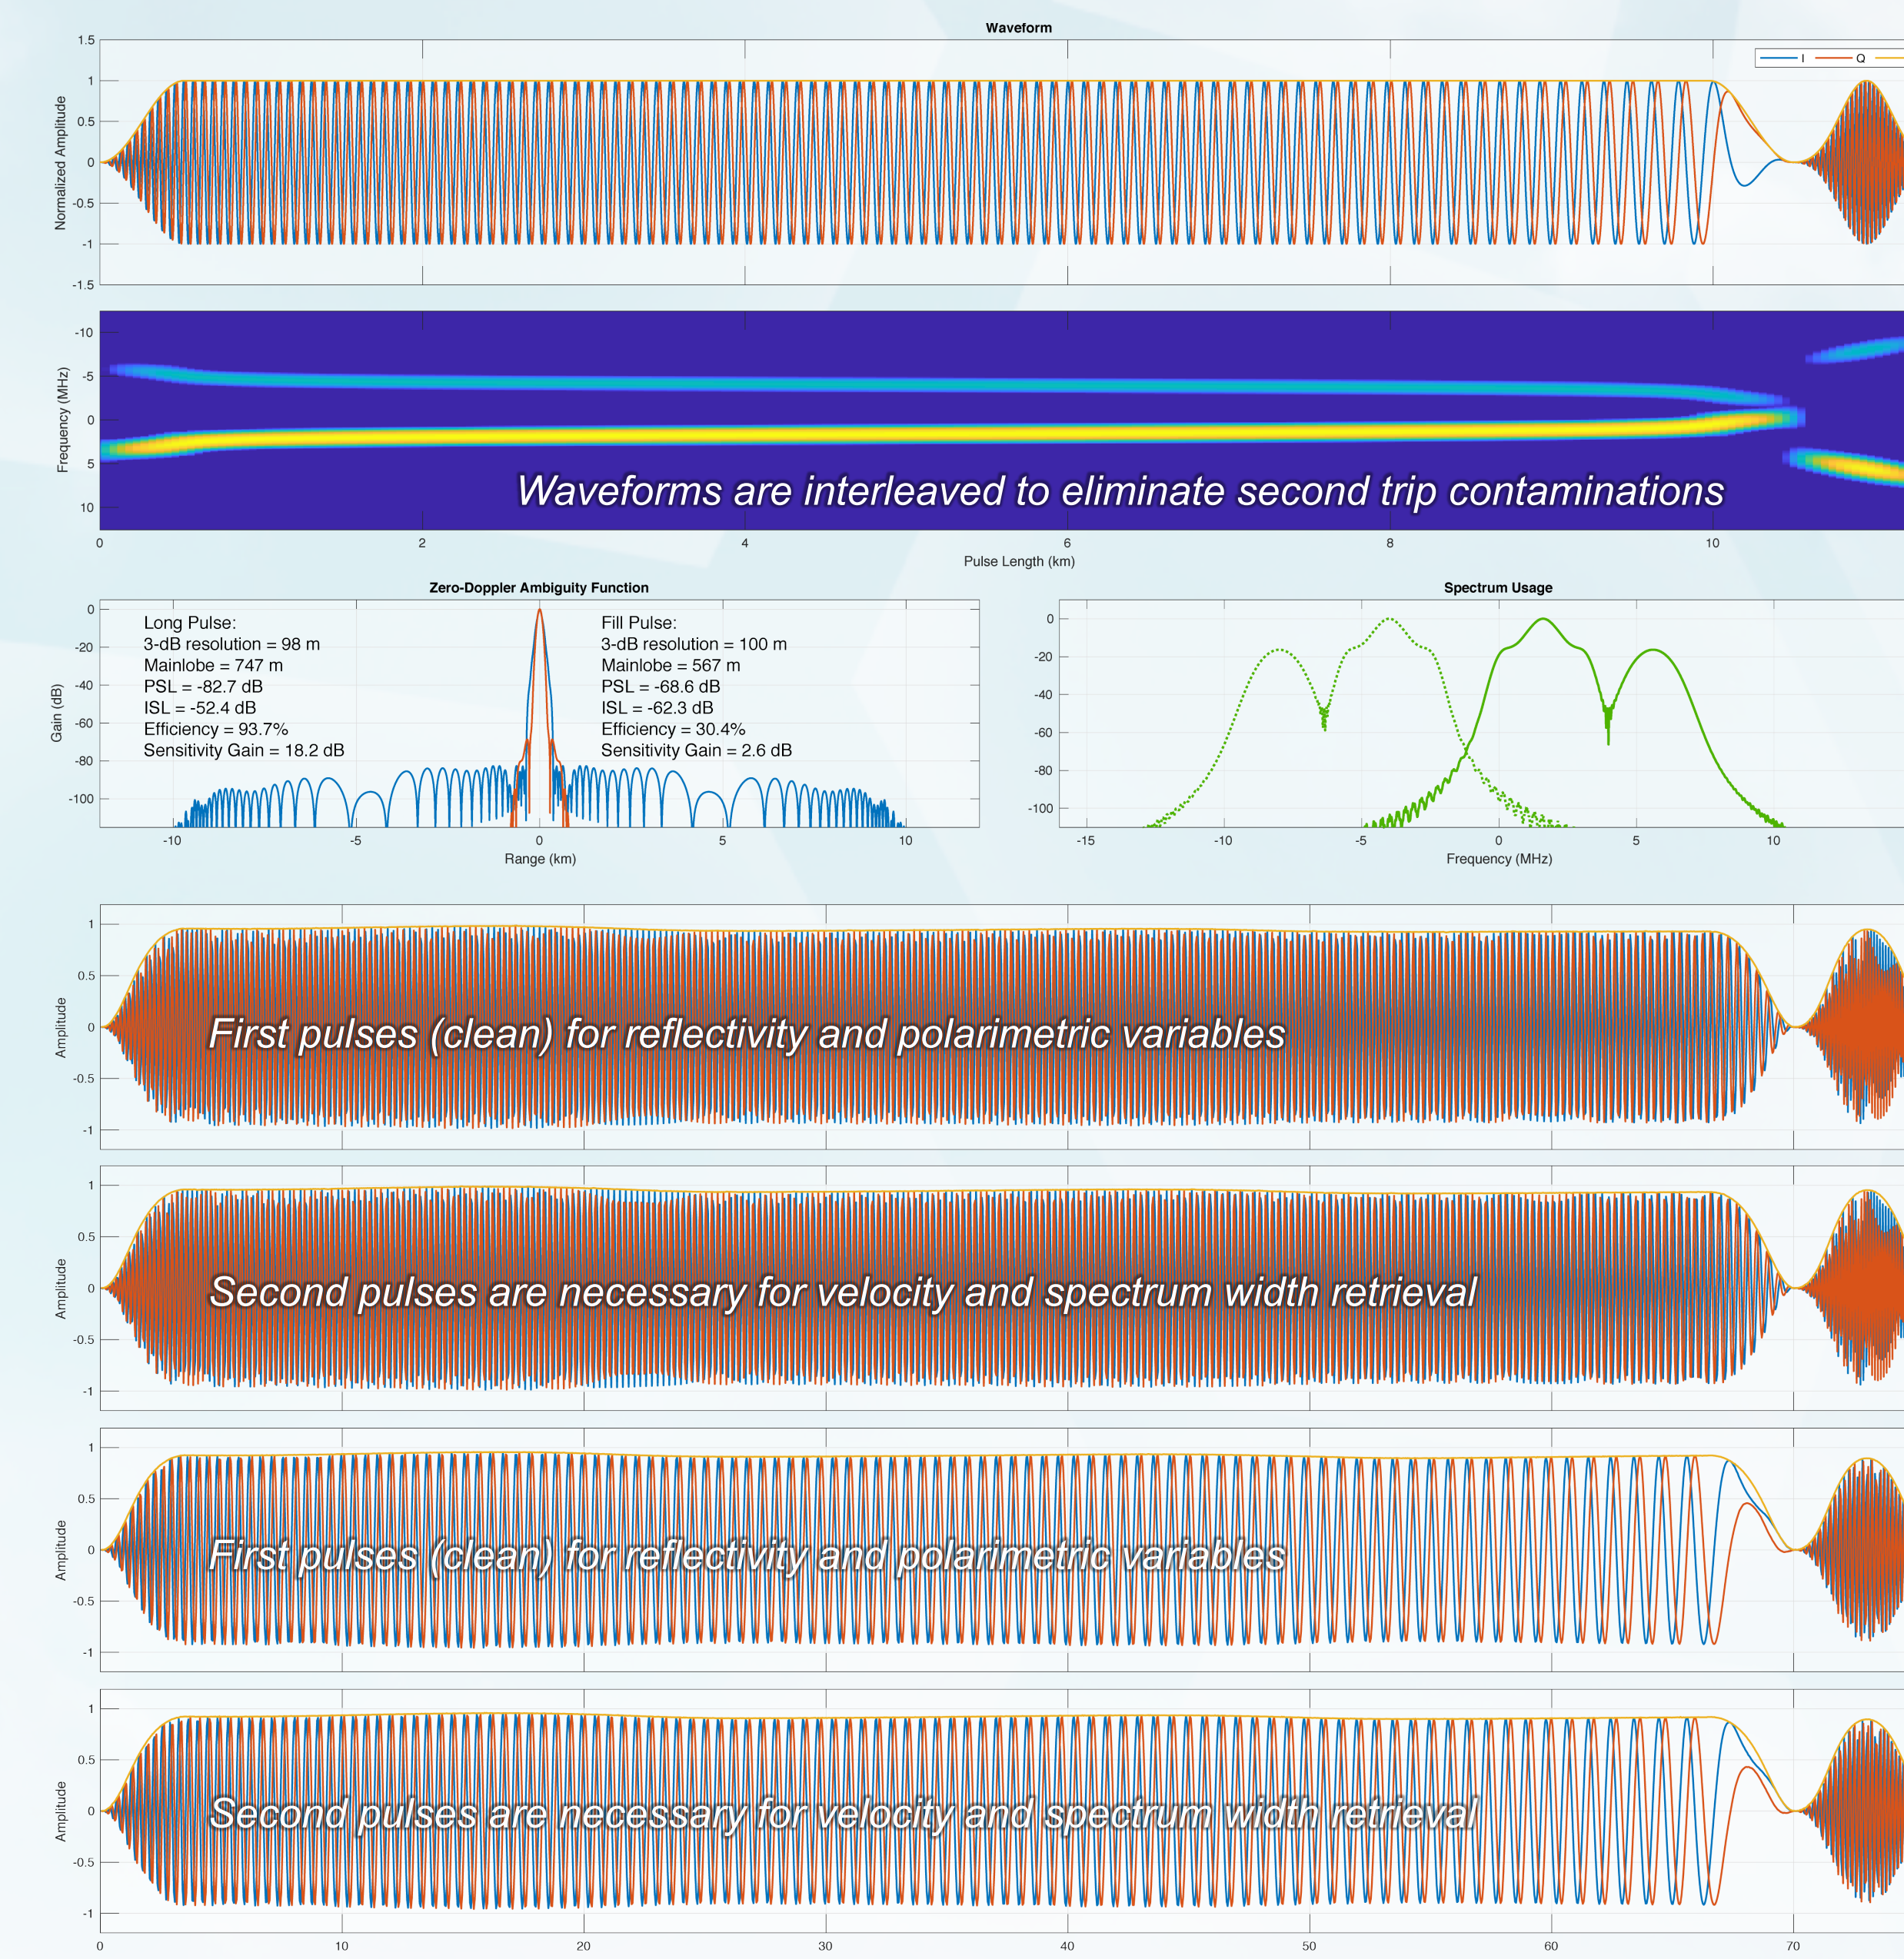 Waveform
1.5
1
0.5
0
-0.5
-1
-1.5
Normalized Amplitude
I Q
-10
-5
0
5
10
Frequency (MHz)
Waveforms are interleaved to eliminate second trip contaminations
0 2 4 6 8 10
Pulse Length (km)
Zero-Doppler Ambiguity Function
0
-20
-40
-60
-80
-100
Gain (dB)
Long Pulse:
3-dB resolution = 98 m
Mainlobe = 747 m
PSL = -82.7 dB
ISL = -52.4 dB
Efficiency = 93.7%
Sensitivity Gain = 18.2 dB
Fill Pulse:
3-dB resolution = 100 m
Mainlobe = 567 m
PSL = -68.6 dB
ISL = -62.3 dB
Efficiency = 30.4%
Sensitivity Gain = 2.6 dB
-10 -5 0 5 10
Range (km)
Spectrum Usage
0
-20
-40
-60
-80
-100
-15 -10 -5 0 5 10
Frequency (MHz)
1
0.5
0
-0.5
-1
Amplitude
First pulses (clean) for reflectivity and polarimetric variables
1
0.5
0
-0.5
-1
Amplitude
Second pulses are necessary for velocity and spectrum width retrieval
1
0.5
0
-0.5
-1
Amplitude
First pulses (clean) for reflectivity and polarimetric variables
1
0.5
0
-0.5
-1
Amplitude
Second pulses are necessary for velocity and spectrum width retrieval
0 10 20 30 40 50 60 70